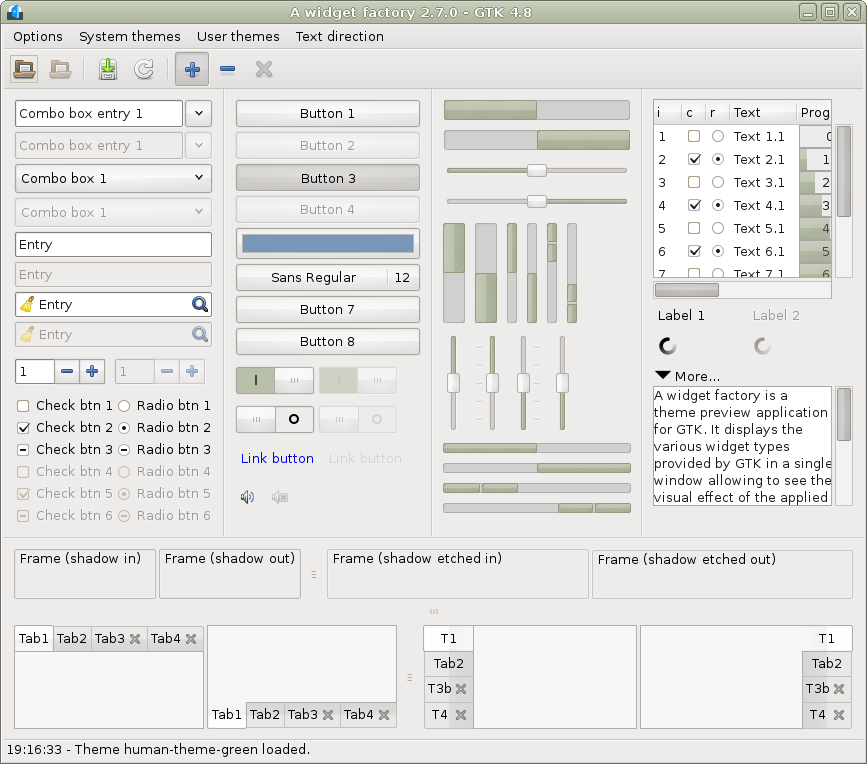 A widget factory 2.7.0 - GTK 4.8
Options System themes User themes Text direction
Combo box entry 1
Combo box entry 1
Combo box 1
Combo box 1
Entry
Entry
Entry
Entry
1 1
Check btn 1 Radio btn 1
Check btn 2 Radio btn 2
Check btn 3 Radio btn 3
Check btn 4 Radio btn 4
Check btn 5 Radio btn 5
Check btn 6 Radio btn 6
Button 1
Button 2
Button 3
Button 4
Sans Regular 12
Button 7
Button 8
Link button Link button
i c r Text Prog
1 Text 1.1 0
2 Text 2.1 1
3 Text 3.1 2
4 Text 4.1 3
5 Text 5.1 4
6 Text 6.1 5
7 Text 7.1 6
Label 1 Label 2
More...
A widget factory is a
theme preview application
for GTK. It displays the
various widget types
provided by GTK in a single
window allowing to see the
visual effect of the applied
Frame (shadow in) Frame (shadow out) Frame (shadow etched in) Frame (shadow etched out)
Tab1 Tab2 Tab3 Tab4
Tab1 Tab2 Tab3 Tab4
T1
Tab2
T3b
T4
T1
Tab2
T3b
T4
19:16:33 - Theme human-theme-green loaded.